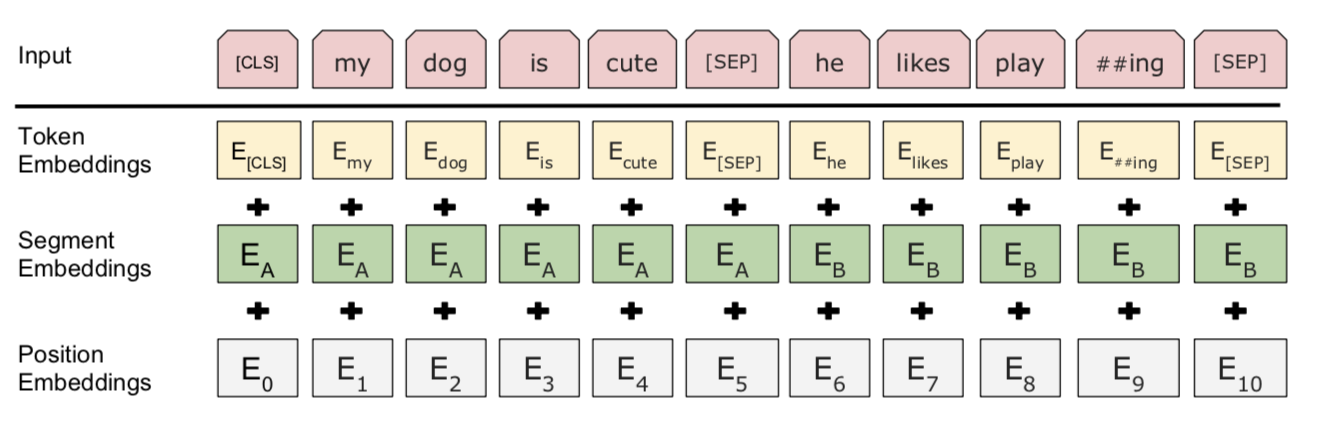 Input [CLS] my dog is cute [SEP] he likes play ##ing [SEP]
Token Embeddings E[CLS] Emy Edog Eis Ecute E[SEP] Ehe Elikes Eplay E##ing E[SEP]
+ + + + + + + + + + +
Segment Embeddings EA EA EA EA EA EA EB EB EB EB EB
+ + + + + + + + + + +
Position Embeddings E0 E1 E2 E3 E4 E5 E6 E7 E8 E9 E10